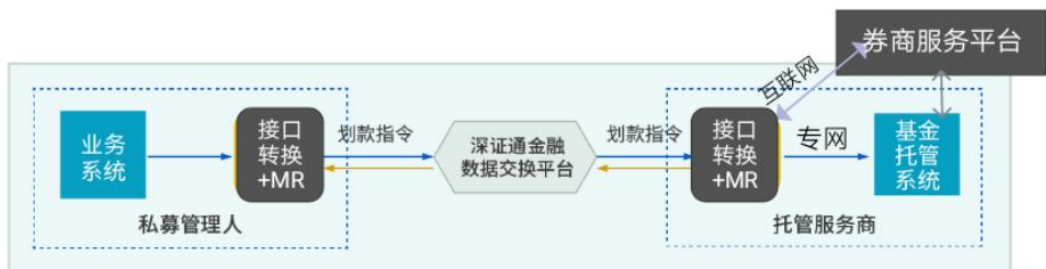 券商服务平台
互联网
业务
系统
接口
转换
+MR
划款指令
深证通金融
数据交换平台
划款指令
接口
转换
+MR
专网
基金
托管
系统
私募管理人
托管服务商